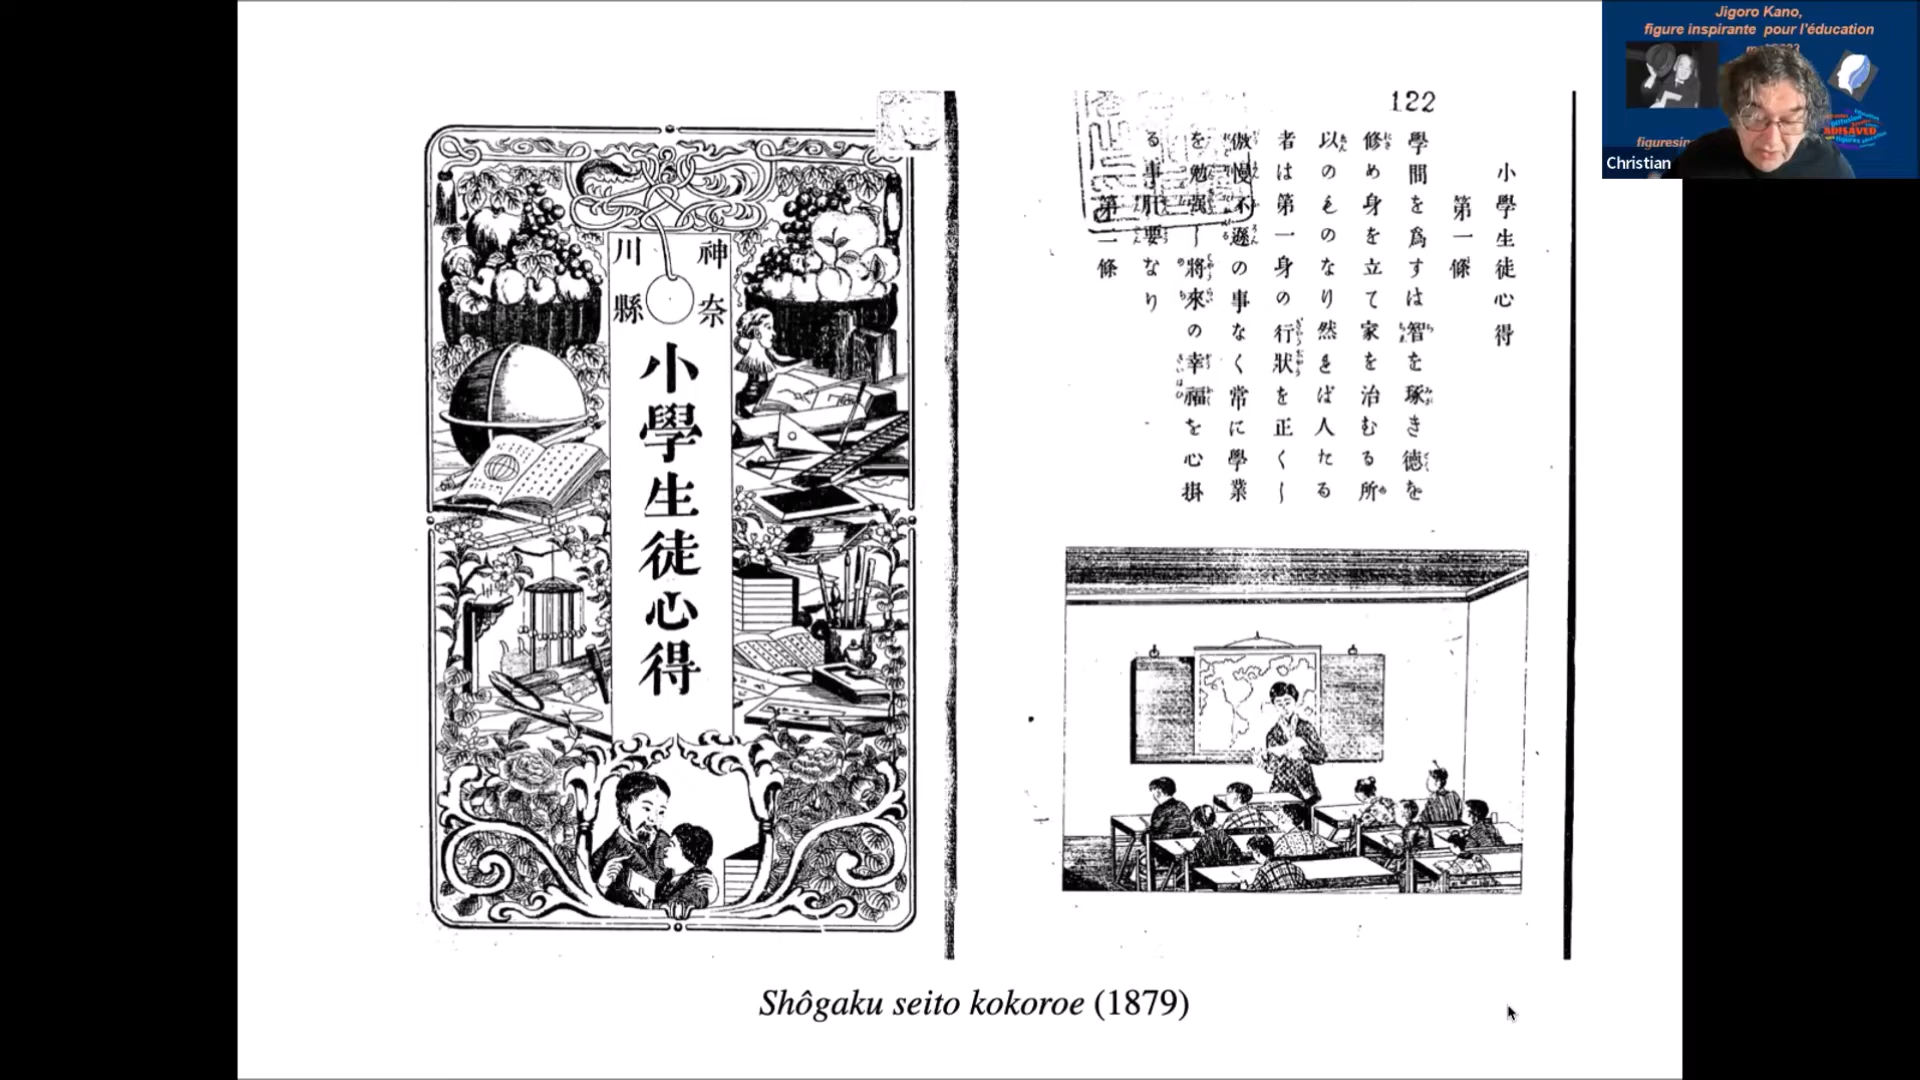 Jigoro Kano,
figure inspirante pour l'éducation
figuresin
ADISAVED
Christian
神奈
川縣
小學生徒心得
122
小學生徒心得
第一條
學問を爲すは智を琢き德を
修め身を立て家を治むる所
以のものなり然れば人たる
者は第一身の行狀を正くし
傲慢不遜の事なく常に學業
を勉强し將來の幸福を心掛
る事肝要なり
第二條
Shôgaku seito kokoroe (1879)